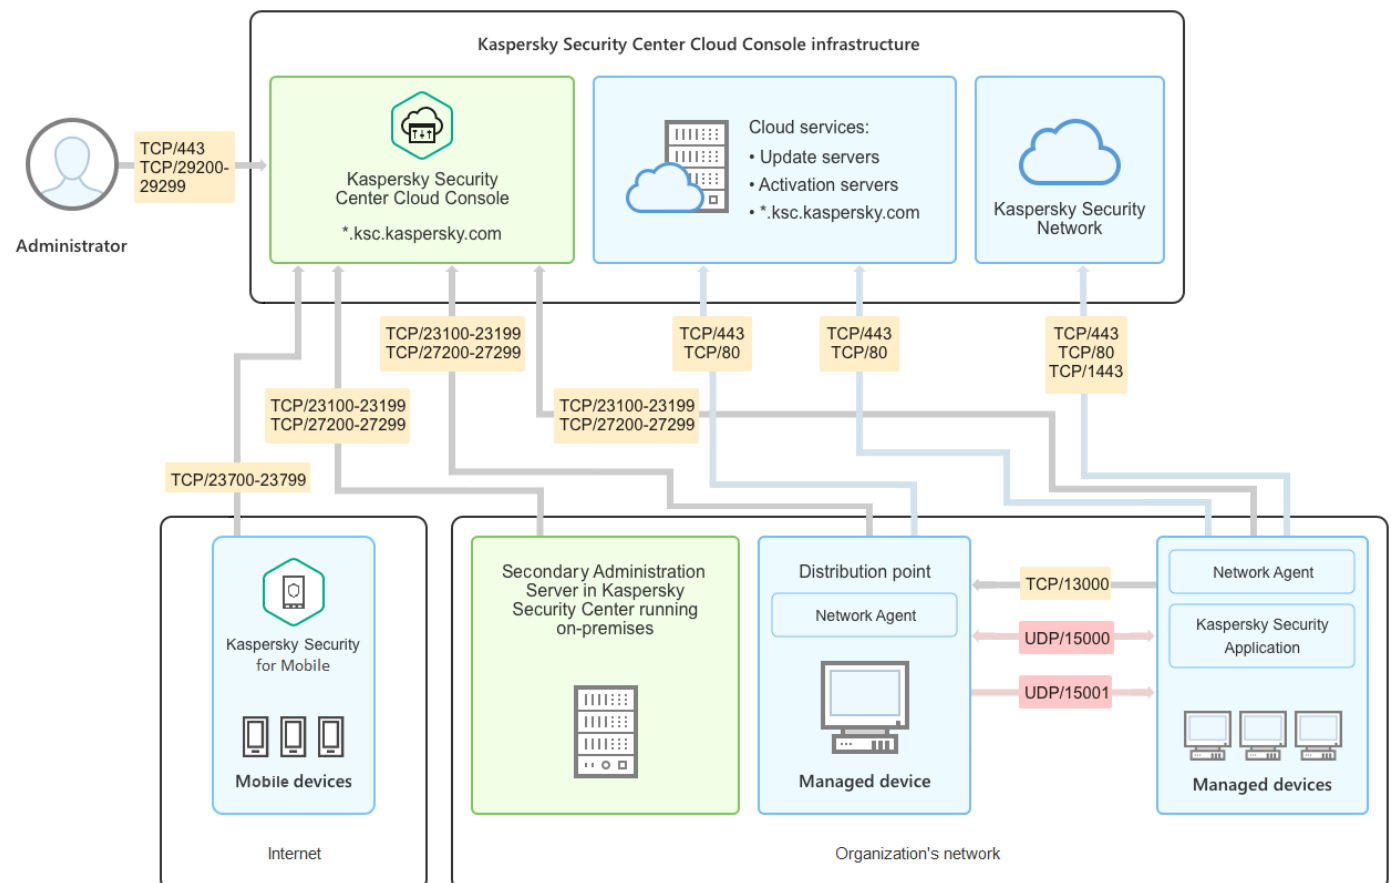 Kaspersky Security Center Cloud Console infrastructure
TCP/443
TCP/29200-
29299
Administrator
Kaspersky Security
Center Cloud Console
*.ksc.kaspersky.com
Cloud services:
• Update servers
• Activation servers
• *.ksc.kaspersky.com
Kaspersky Security
Network
TCP/23100-23199
TCP/27200-27299
TCP/443
TCP/80
TCP/443
TCP/80
TCP/443
TCP/80
TCP/1443
TCP/23100-23199
TCP/27200-27299
TCP/23100-23199
TCP/27200-27299
TCP/23700-23799
Kaspersky Security
for Mobile
Mobile devices
Internet
Secondary Administration
Server in Kaspersky
Security Center running
on-premises
Distribution point
Network Agent
Managed device
TCP/13000
UDP/15000
UDP/15001
Network Agent
Kaspersky Security
Application
Managed devices
Organization's network